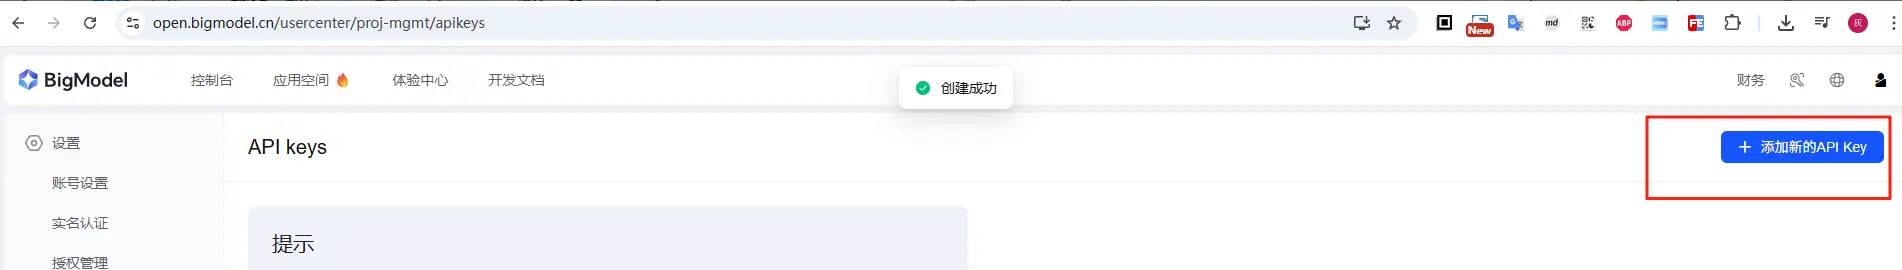 open.bigmodel.cn/usercenter/proj-mgmt/apikeys
New
md
ABP
灰
BigModel
控制台
应用空间
体验中心
开发文档
创建成功
财务
设置
API keys
+ 添加新的API Key
账号设置
实名认证
提示
授权管理